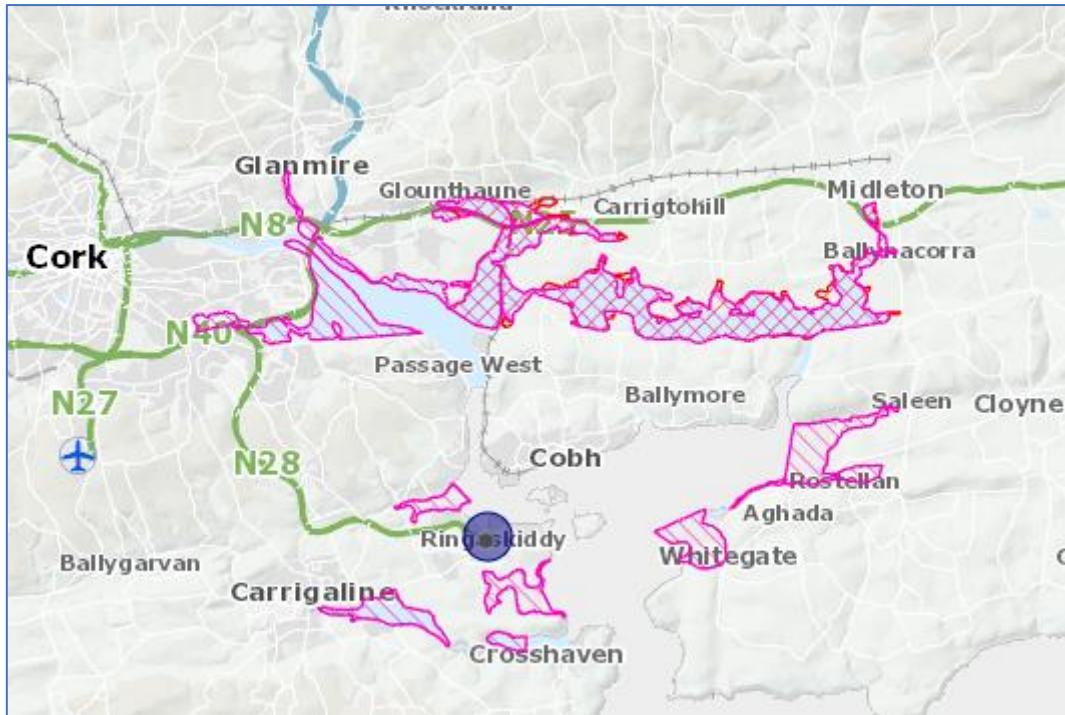 Knockraha
Glanmire
Glounthaune
Midleton
Carrigtohill
N8
Cork
Ballynacorra
N40
Passage West
Ballymore
Saleen
Cloyne
N27
N28
Cobh
Rostellan
Aghada
Ringaskiddy
Whitegate
Ballygarvan
Carrigaline
Crosshaven